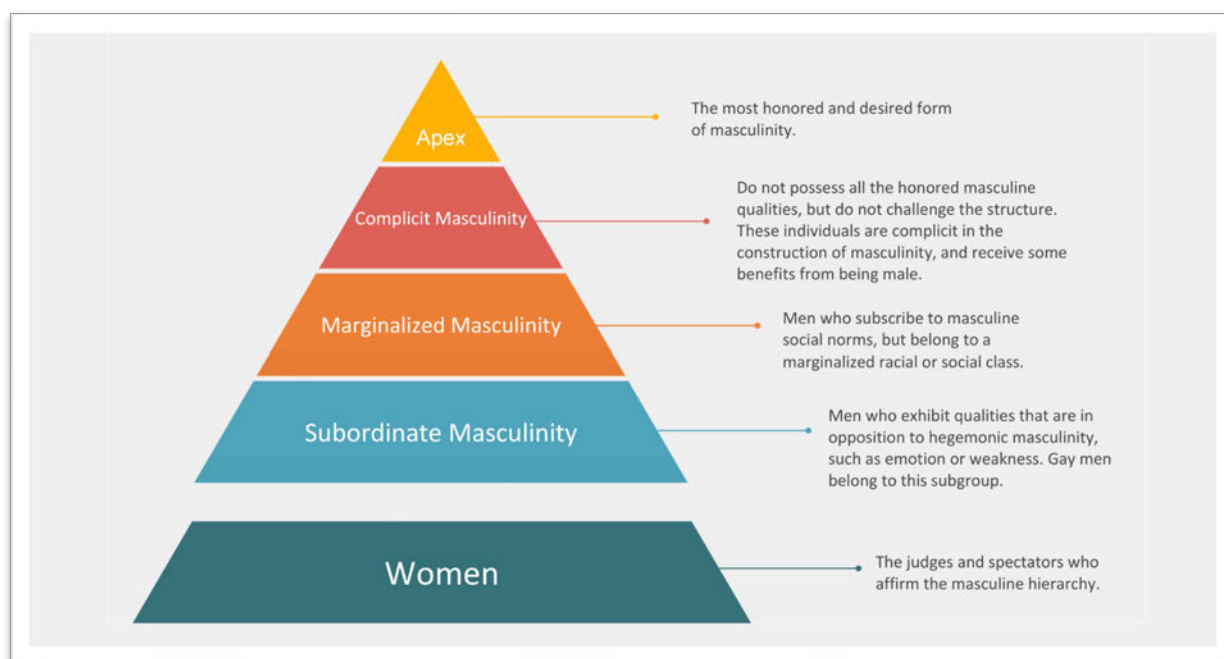 Apex
The most honored and desired form
of masculinity.
Complicit Masculinity
Do not possess all the honored masculine
qualities, but do not challenge the structure.
These individuals are complicit in the
construction of masculinity, and receive some
benefits from being male.
Marginalized Masculinity
Men who subscribe to masculine
social norms, but belong to a
marginalized racial or social class.
Subordinate Masculinity
Men who exhibit qualities that are in
opposition to hegemonic masculinity,
such as emotion or weakness. Gay men
belong to this subgroup.
Women
The judges and spectators who
affirm the masculine hierarchy.